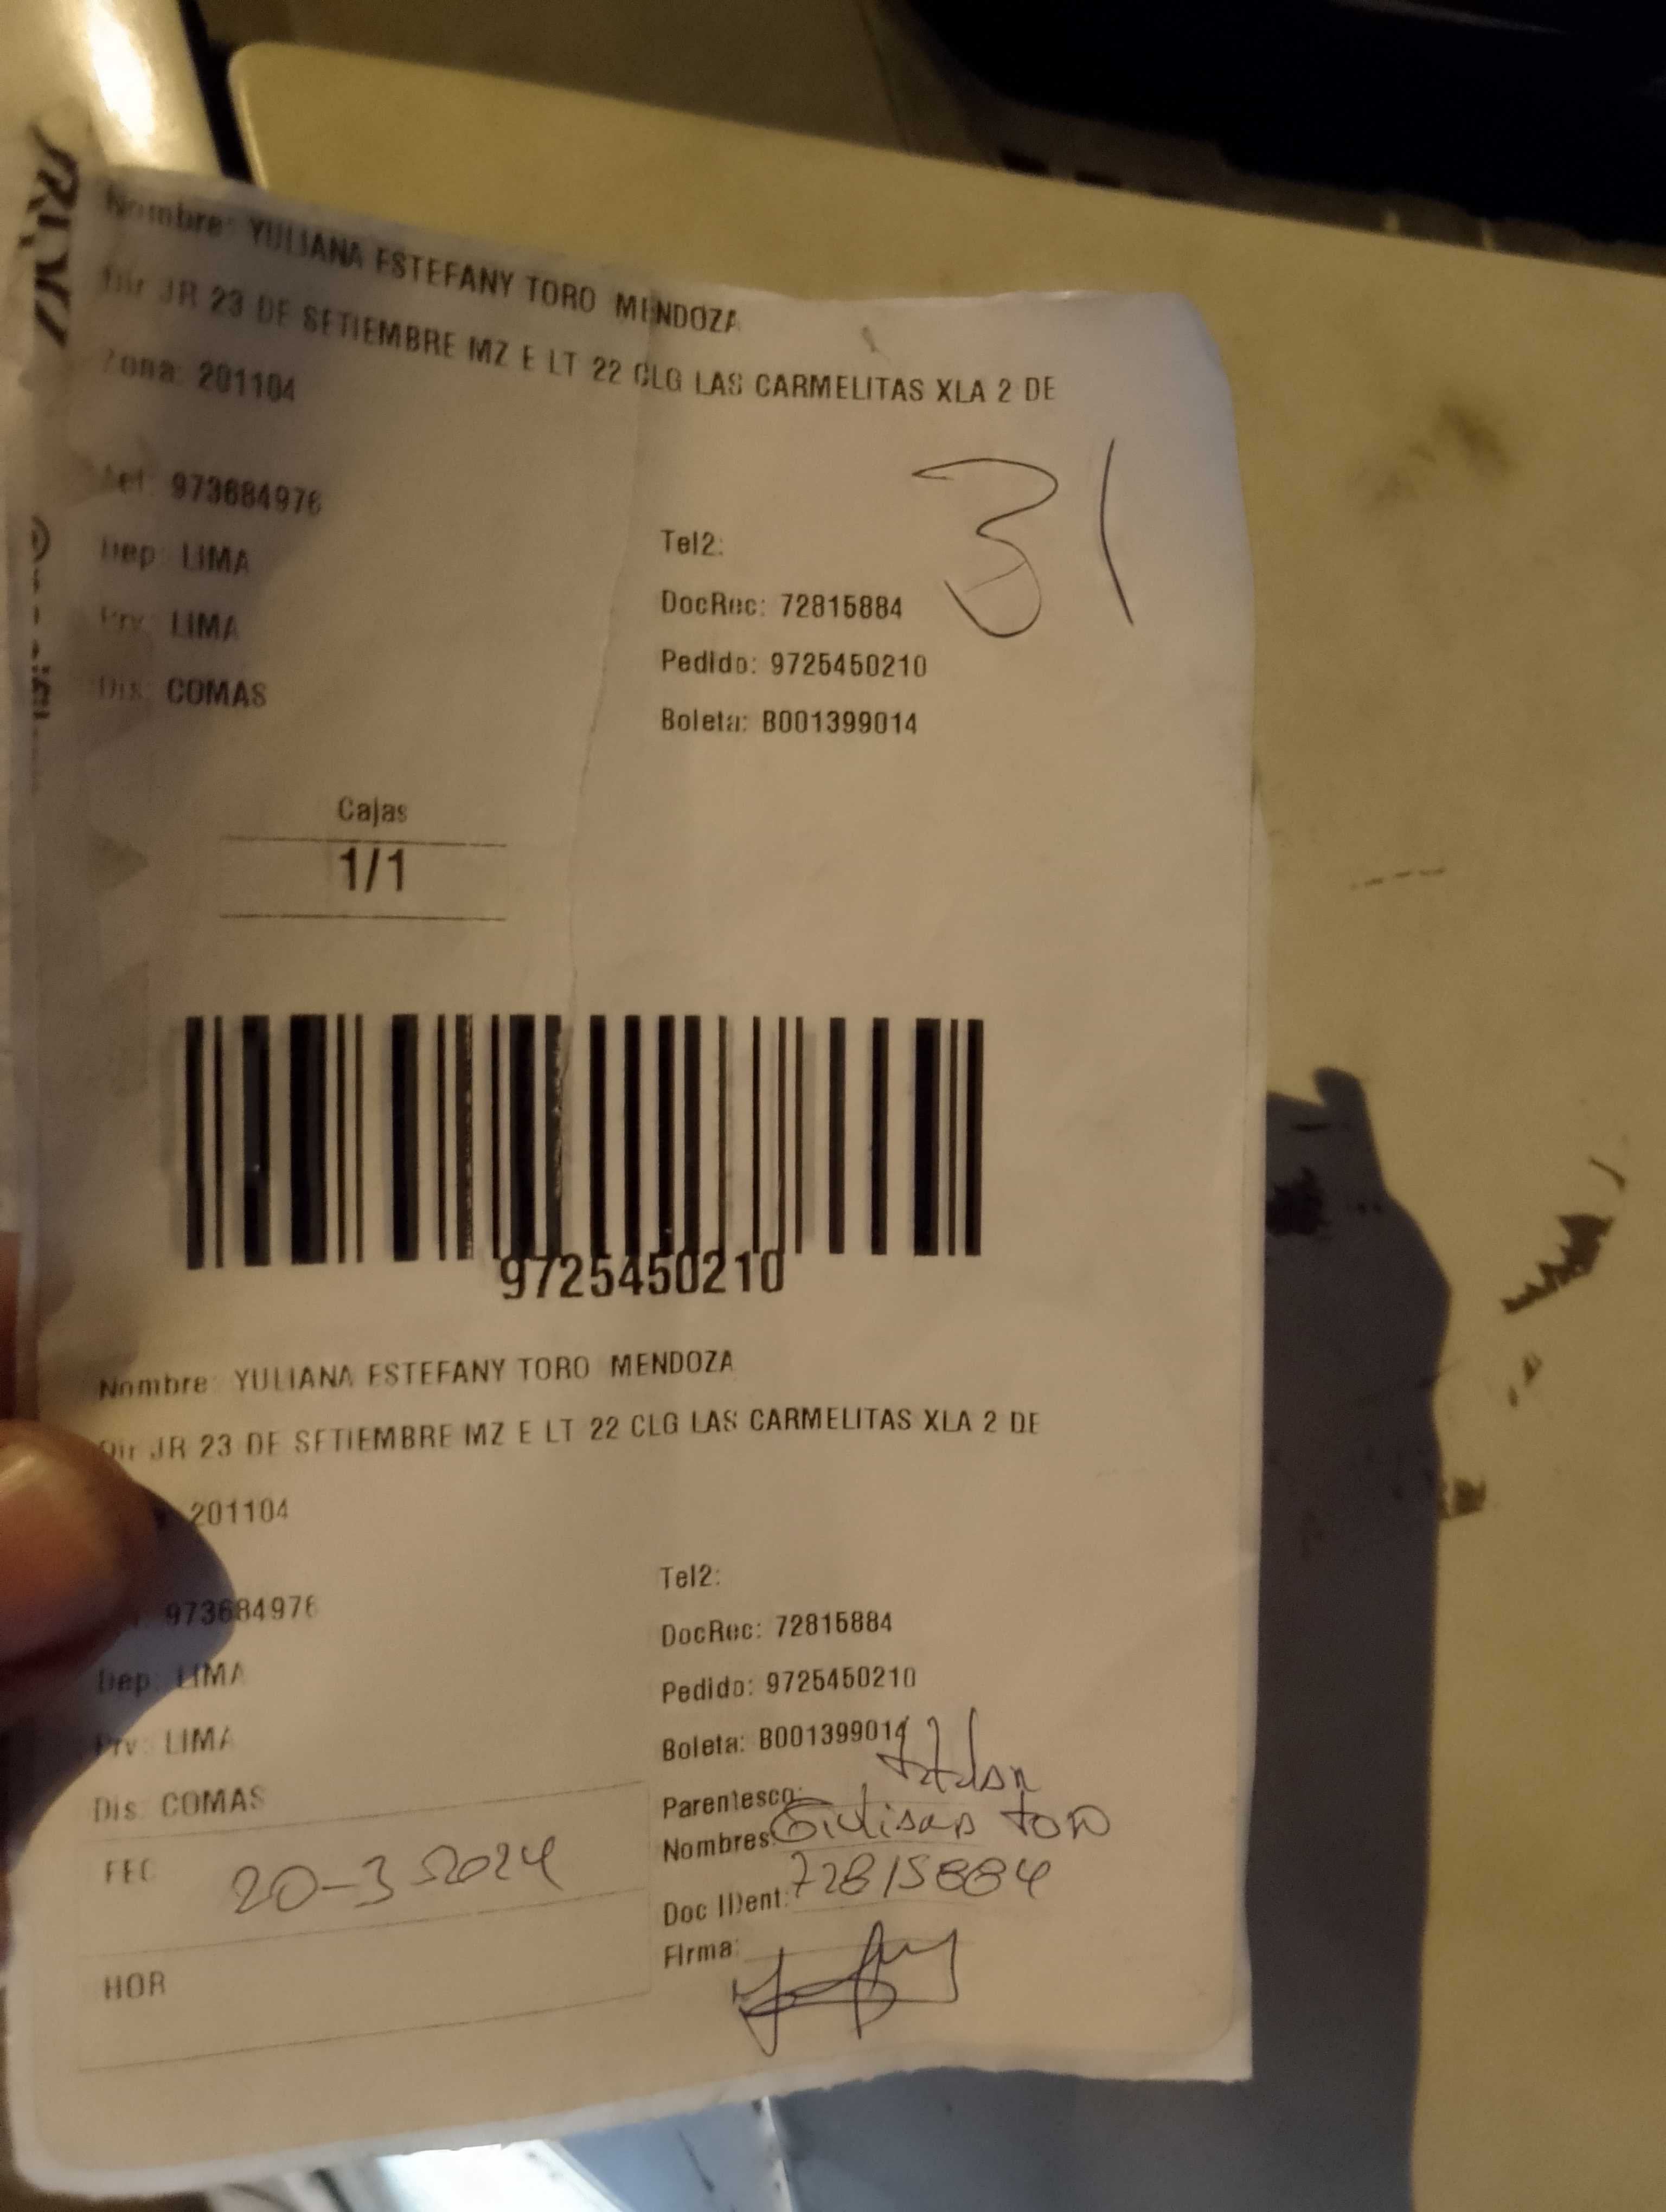 Nombre: YULIANA ESTEFANY TORO MENDOZA
Dir JR 23 DE SETIEMBRE MZ E LT 22 CLG LAS CARMELITAS XLA 2 DE
Zona: 201104
31
973684976
Tel2:
Dep: LIMA
DocRec: 72815884
Prv: LIMA
Pedido: 9725450210
Dis: COMAS
Boleta: B001399014
Cajas
1/1
9725450210
Nombre: YULIANA ESTEFANY TORO MENDOZA
Dir JR 23 DE SETIEMBRE MZ E LT 22 CLG LAS CARMELITAS XLA 2 DE
201104
Tel2:
973684976
DocRec: 72815884
Dep: LIMA
Pedido: 9725450210
Prv: LIMA
Boleta: B001399014
Dis: COMAS
Parentesco:
Nombres: Toro
FEC 20-3-2024
Doc IDent: 72815884
Firma:
HOR